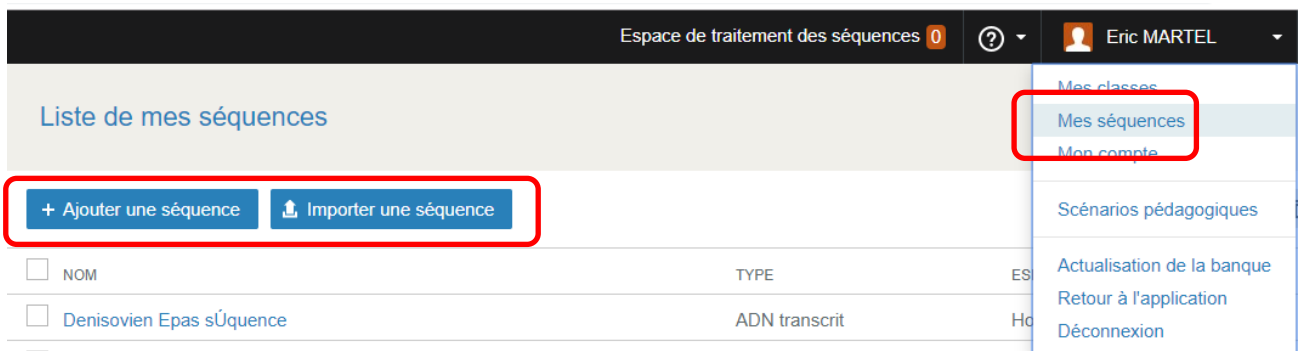 Espace de traitement des séquences 0 ? Eric MARTEL
Mes classes
Liste de mes séquences
Mes séquences
Mon compte
+ Ajouter une séquence Importer une séquence
Scénarios pédagogiques
NOM TYPE
Actualisation de la banque
Retour à l'application
Denisovien Epas sÚquence ADN transcrit
Déconnexion